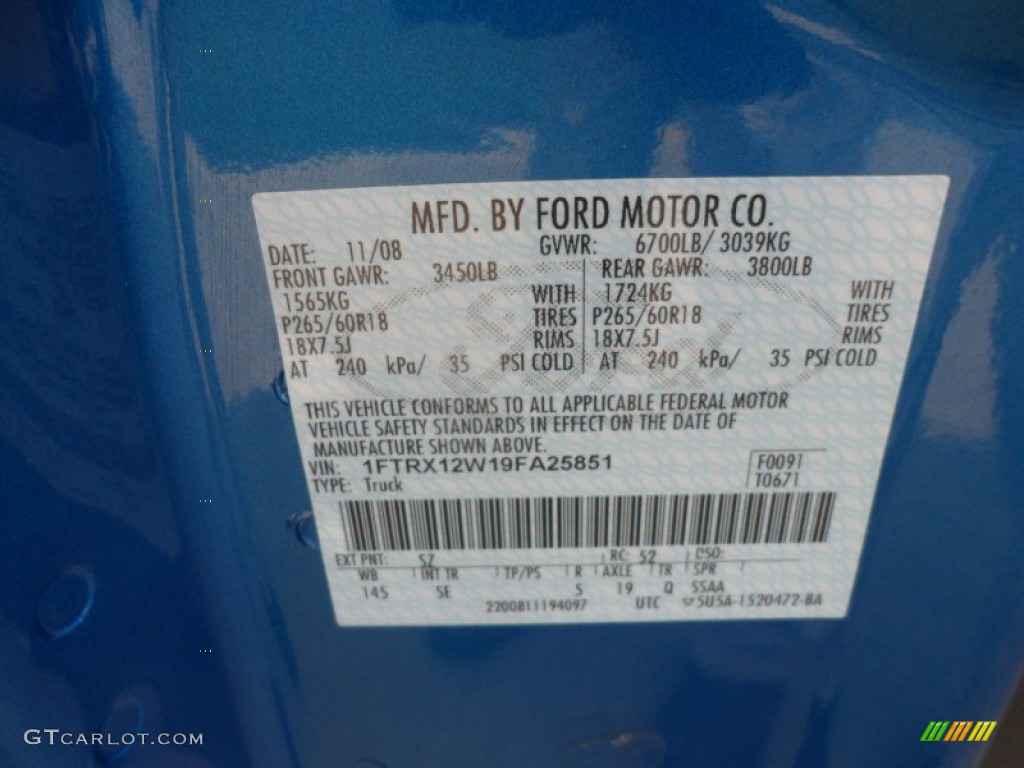 MFD. BY FORD MOTOR CO.
DATE: 11/08 GVWR: 6700LB/ 3039KG
FRONT GAWR: 3450LB REAR GAWR: 3800LB
1565KG WITH 1724KG WITH
P265/60R18 TIRES P265/60R18 TIRES
18X7.5J RIMS 18X7.5J RIMS
AT 240 kPa/ 35 PSI COLD AT 240 kPa/ 35 PSI COLD
THIS VEHICLE CONFORMS TO ALL APPLICABLE FEDERAL MOTOR
VEHICLE SAFETY STANDARDS IN EFFECT ON THE DATE OF
MANUFACTURE SHOWN ABOVE.
VIN: 1FTRX12W19FA25851 F0091
TYPE: Truck T0671
EXT PNT: SZ RC: 52 DSO:
WB INT TR TP/PS R AXLE TR SPR
145 SE 5 19 Q SSAA
2200811194097 UTC 5U5A-1520472-BA
GTCARLOT.COM